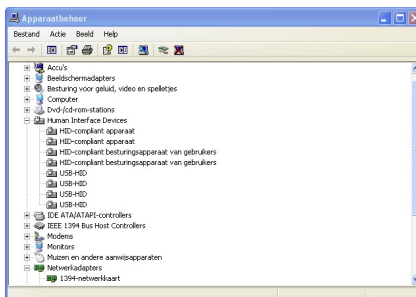 Apparaatbeheer
Bestand Actie Beeld Help
Accu's
Beeldschermadapters
Besturing voor geluid, video en spelletjes
Computer
Dvd-/cd-rom-stations
Human Interface Devices
HID-compliant apparaat
HID-compliant apparaat
HID-compliant besturingsapparaat van gebruikers
HID-compliant besturingsapparaat van gebruikers
USB-HID
USB-HID
USB-HID
USB-HID
IDE ATA/ATAPI-controllers
IEEE 1394 Bus Host Controllers
Modems
Monitors
Muizen en andere aanwijsapparaten
Netwerkadapters
1394-netwerkkaart